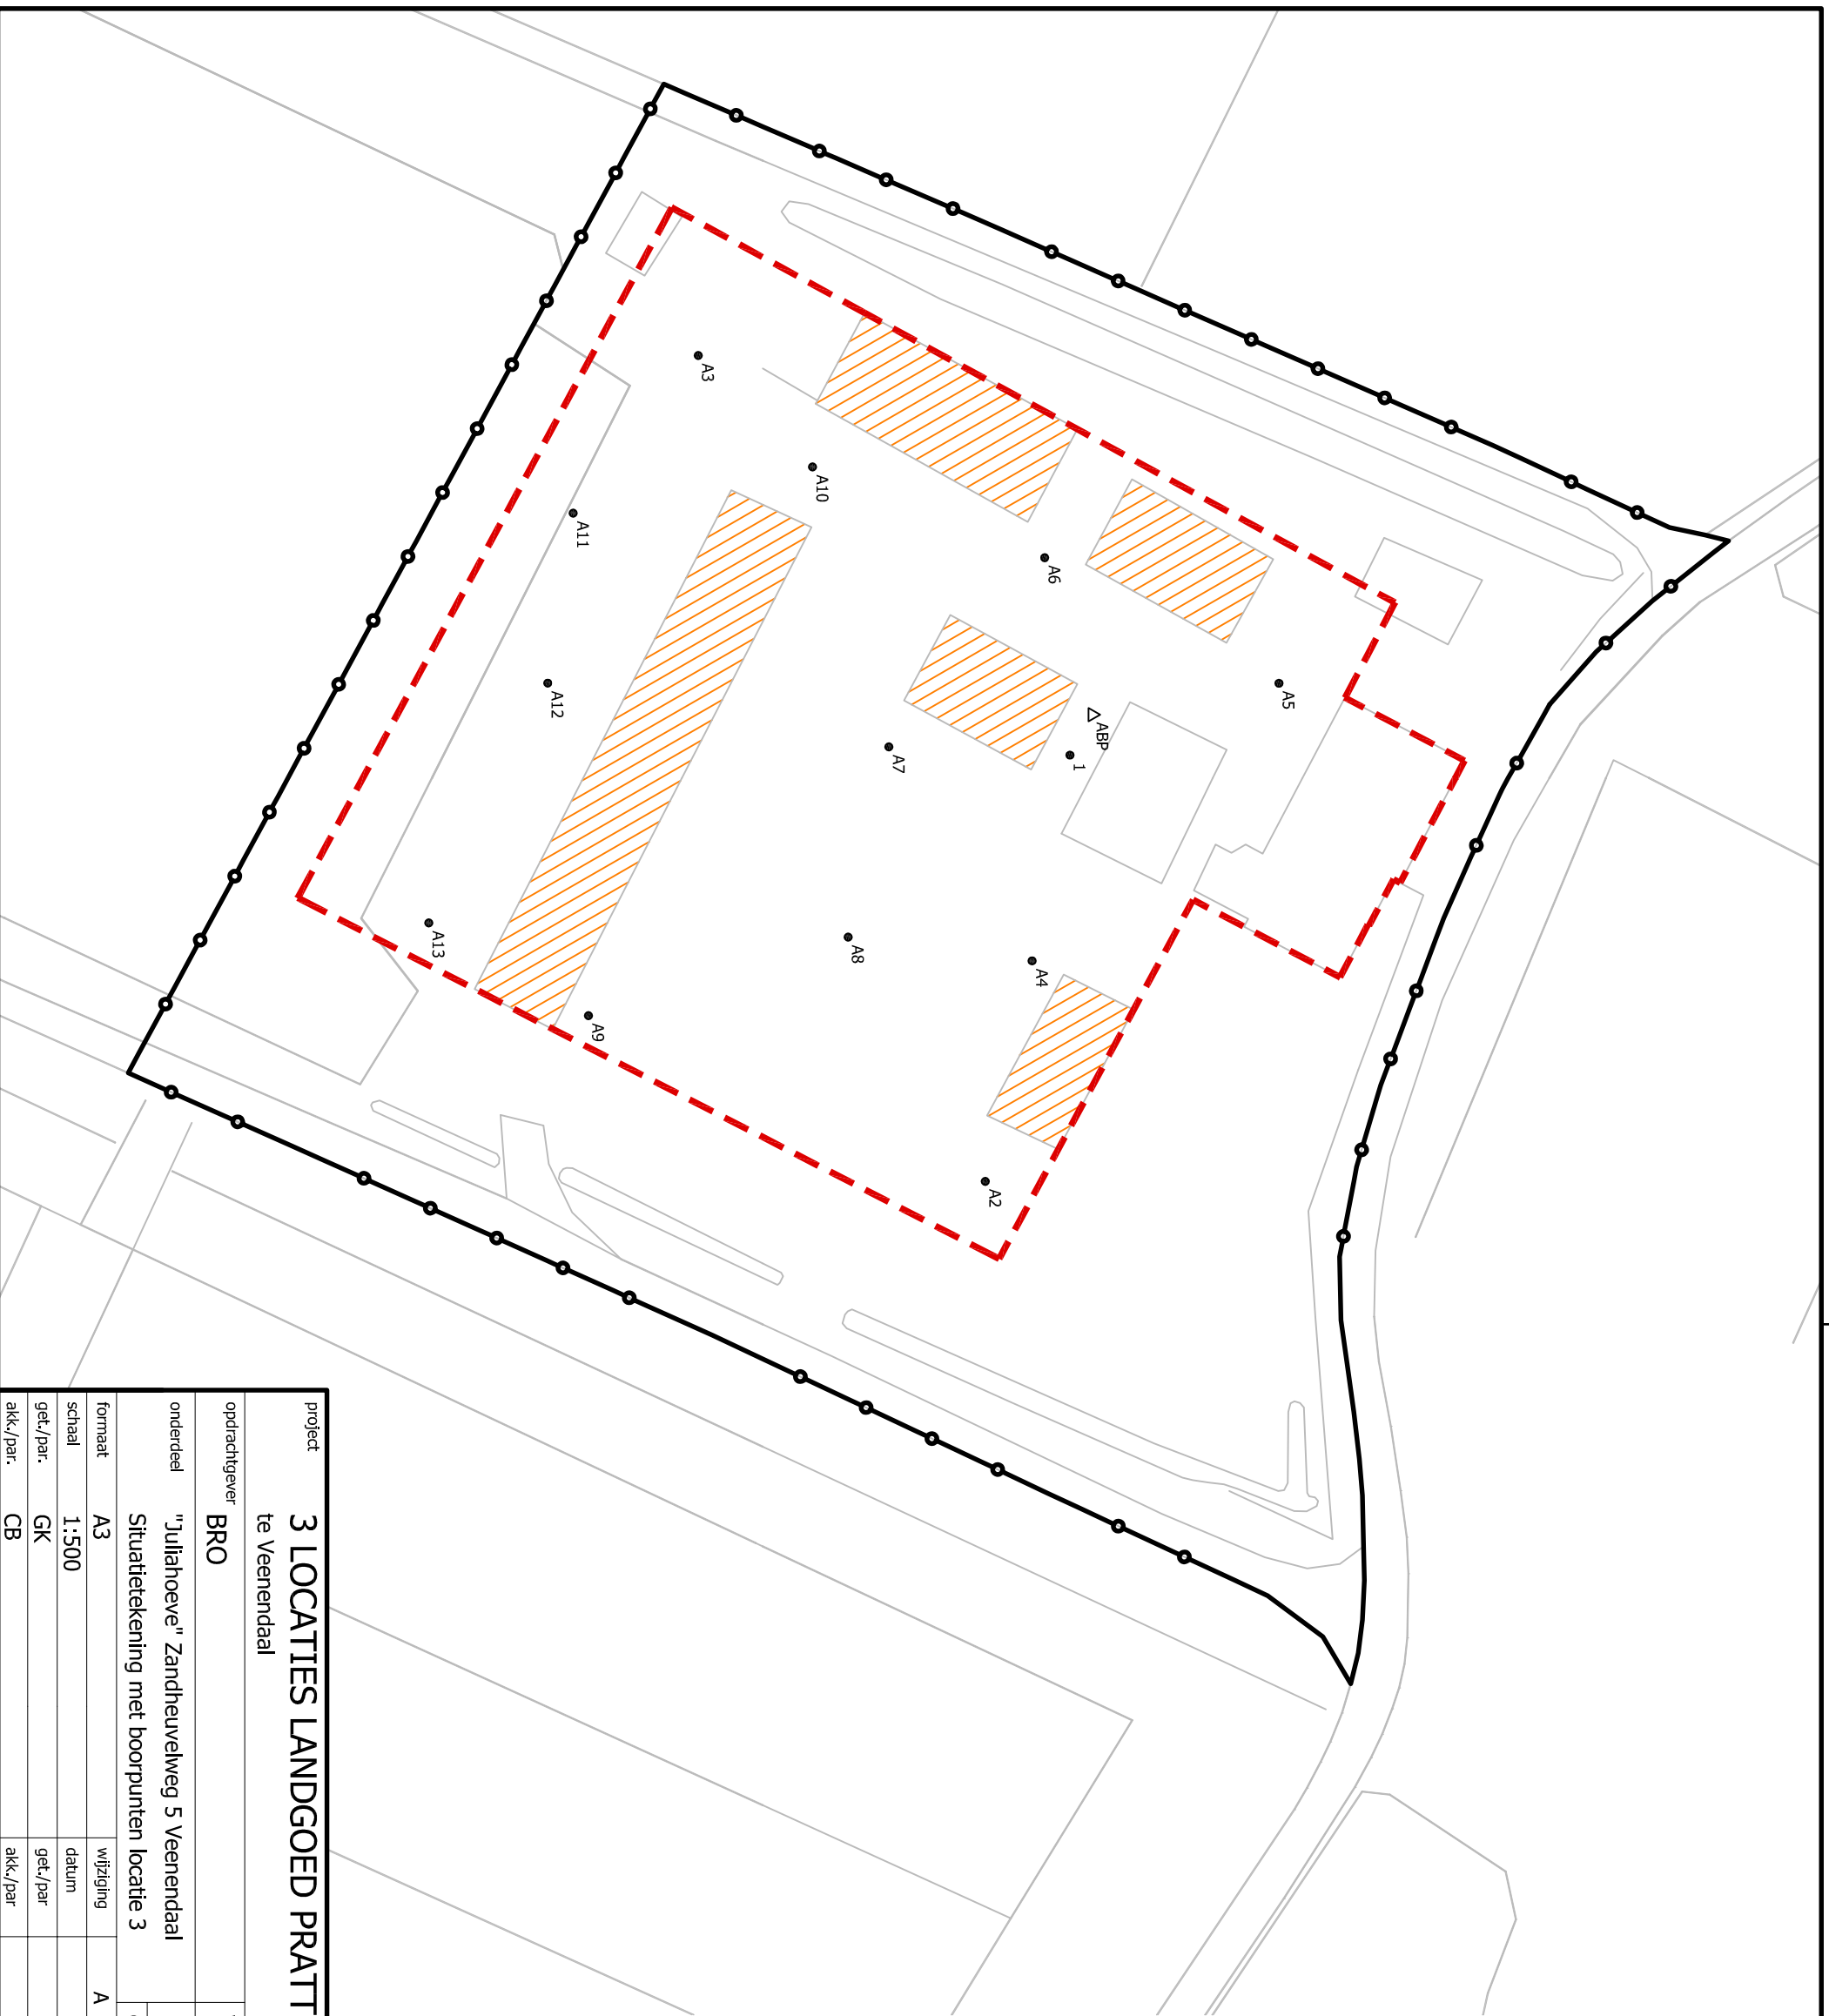 A3
A10
A11
A6
A5
A12
ABP
1
A7
A13
A8
A4
A9
A2
project 3 LOCATIES LANDGOED PRATT
te Veenendaal
opdrachtgever BRO
onderdeel "Juliahoeve" Zandheuvelweg 5 Veenendaal
Situatietekening met boorpunten locatie 3
formaat A3 wijziging A
schaal 1:500 datum
get./par. GK get./par
akk./par. CB akk./par